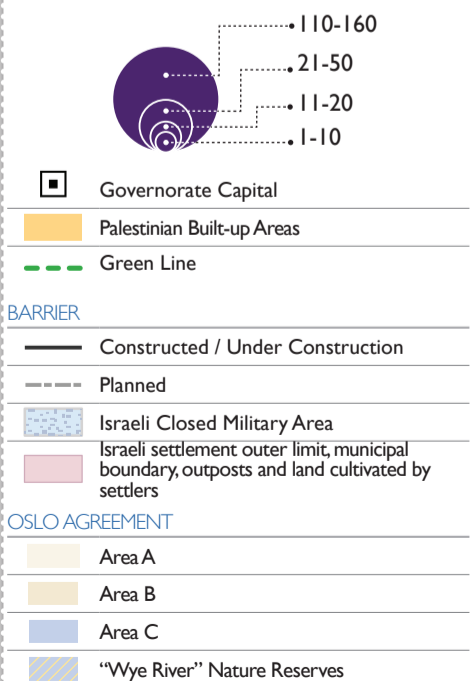 110-160
21-50
11-20
1-10
Governorate Capital
Palestinian Built-up Areas
Green Line
BARRIER
Constructed / Under Construction
Planned
Israeli Closed Military Area
Israeli settlement outer limit, municipal
boundary, outposts and land cultivated by
settlers
OSLO AGREEMENT
Area A
Area B
Area C
“Wye River” Nature Reserves